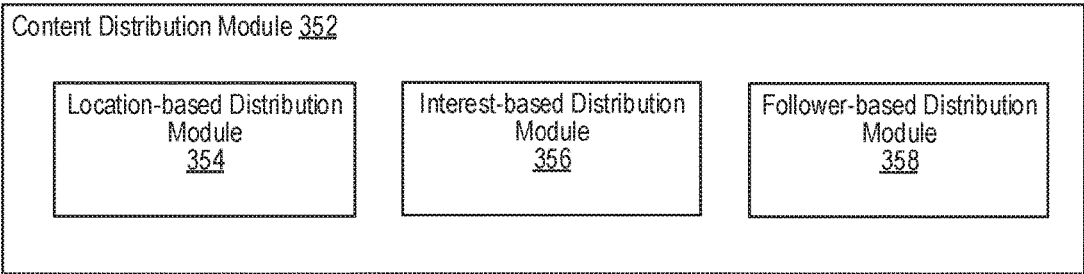 Content Distribution Module 352
Location-based Distribution
Module
354
Interest-based Distribution
Module
356
Follower-based Distribution
Module
358